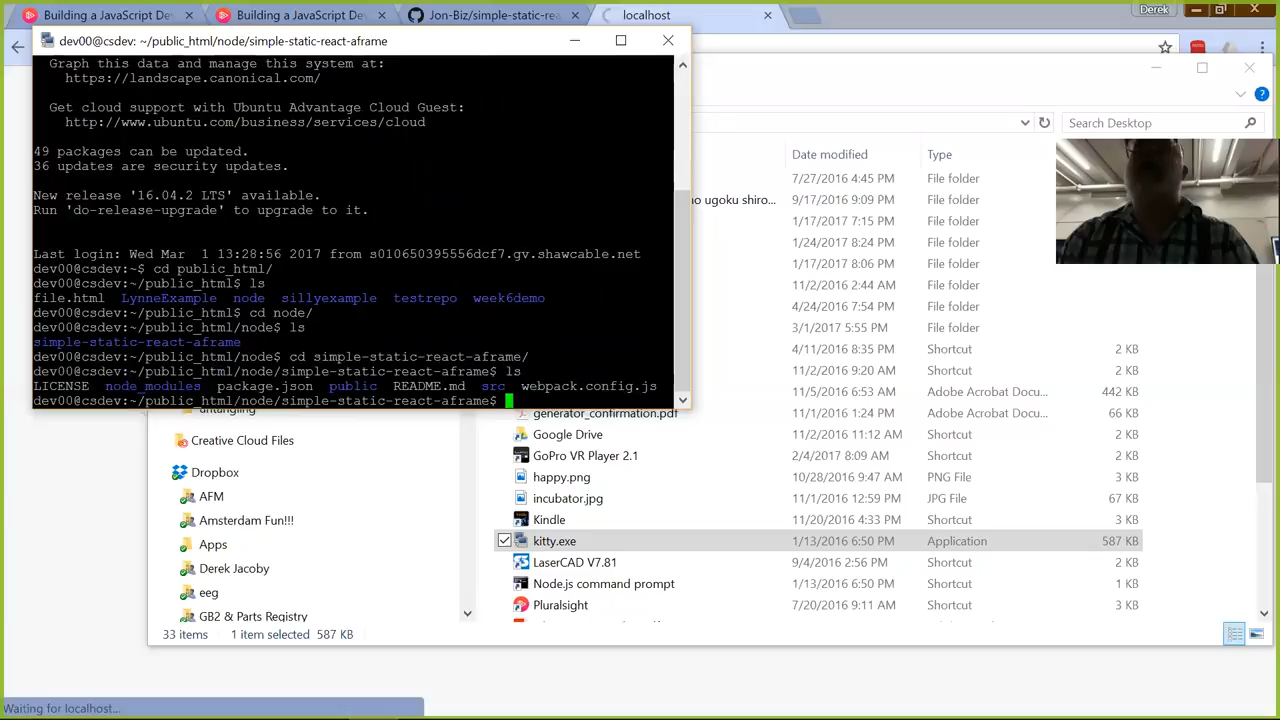 Building a JavaScript De
Building a JavaScript De
Jon-Biz/simple-static-re
localhost
Derek
dev00@csdev: ~/public_html/node/simple-static-react-aframe
Graph this data and manage this system at:
https://landscape.canonical.com/
Get cloud support with Ubuntu Advantage Cloud Guest:
http://www.ubuntu.com/business/services/cloud
49 packages can be updated.
36 updates are security updates.
New release '16.04.2 LTS' available.
Run 'do-release-upgrade' to upgrade to it.
Last login: Wed Mar  1 13:28:56 2017 from s010650395556dcf7.gv.shawcable.net
dev00@csdev:~$ cd public_html/
dev00@csdev:~/public_html$ ls
file.html  LynneExample  node  sillyexample  testrepo  week6demo
dev00@csdev:~/public_html$ cd node/
dev00@csdev:~/public_html/node$ ls
simple-static-react-aframe
dev00@csdev:~/public_html/node$ cd simple-static-react-aframe/
dev00@csdev:~/public_html/node/simple-static-react-aframe$ ls
LICENSE  node_modules  package.json  public  README.md  src  webpack.config.js
dev00@csdev:~/public_html/node/simple-static-react-aframe$
Search Desktop
Date modified Type
7/27/2016 4:45 PM File folder
no ugoku shiro... 9/17/2016 9:09 PM File folder
1/17/2017 7:15 PM File folder
1/24/2017 8:24 PM File folder
1/17/2017 8:06 PM File folder
11/2/2016 2:44 AM File folder
4/24/2016 7:54 PM File folder
3/1/2017 5:55 PM File folder
4/11/2016 8:35 PM Shortcut 2 KB
11/2/2016 9:20 AM Shortcut 2 KB
11/5/2016 6:53 AM Adobe Acrobat Docu... 442 KB
generator_confirmation.pdf 11/1/2016 1:24 PM Adobe Acrobat Docu... 66 KB
Google Drive 11/2/2016 11:12 AM Shortcut 2 KB
GoPro VR Player 2.1 2/4/2017 8:09 AM Shortcut 3 KB
happy.png 10/28/2016 9:47 AM PNG File 3 KB
incubator.jpg 11/1/2016 12:59 PM JPG File 67 KB
Kindle 11/20/2016 4:33 PM Shortcut 3 KB
kitty.exe 1/13/2016 6:50 PM Application 587 KB
LaserCAD V7.81 9/4/2016 2:56 PM Shortcut 2 KB
Node.js command prompt 1/13/2016 6:50 PM Shortcut 1 KB
Pluralsight 7/20/2016 9:11 AM Shortcut 3 KB
Creative Cloud Files
Dropbox
AFM
Amsterdam Fun!!!
Apps
Derek Jacoby
eeg
GB2 & Parts Registry
33 items 1 item selected 587 KB
Waiting for localhost...